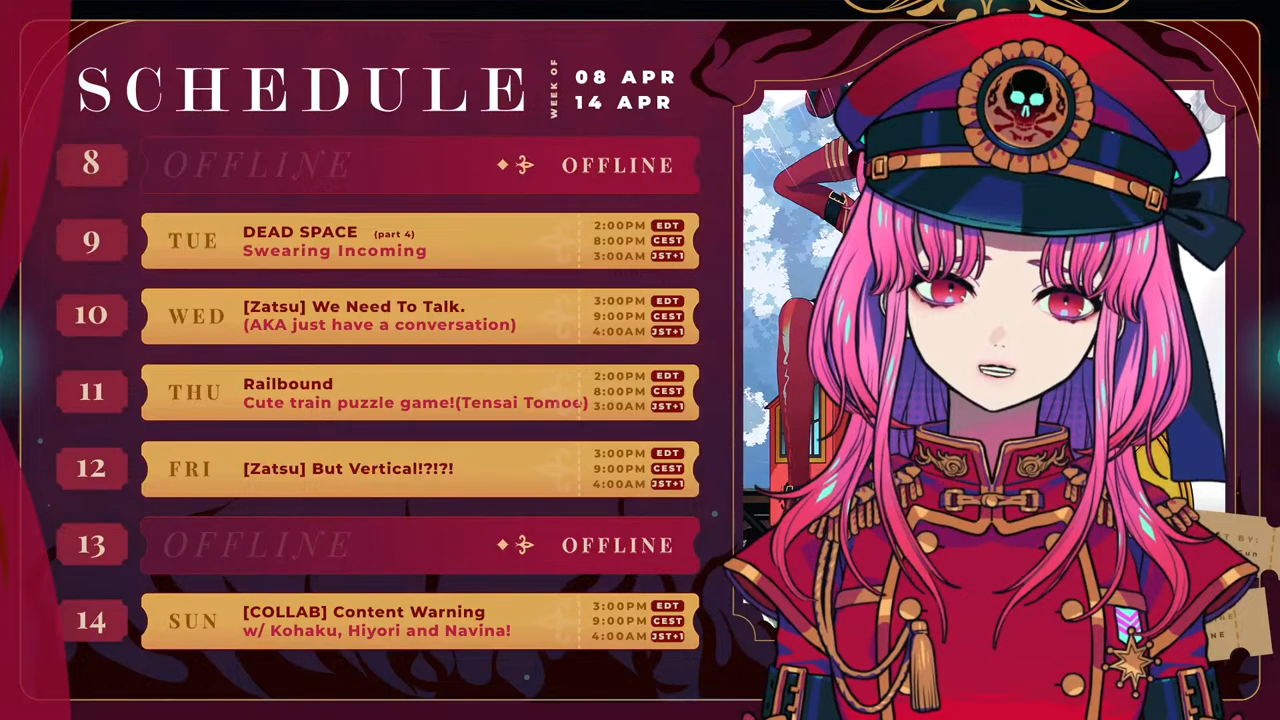 SCHEDULE
WEEK OF
08 APR
14 APR
8
OFFLINE
OFFLINE
9
TUE
DEAD SPACE (part 4)
Swearing Incoming
2:00PM EDT
8:00PM CEST
3:00AM JST+1
10
WED
[Zatsu] We Need To Talk.
(AKA just have a conversation)
3:00PM EDT
9:00PM CEST
4:00AM JST+1
11
THU
Railbound
Cute train puzzle game!(Tensai Tomoe)
2:00PM EDT
8:00PM CEST
3:00AM JST+1
12
FRI
[Zatsu] But Vertical!?!?!
3:00PM EDT
9:00PM CEST
4:00AM JST+1
13
OFFLINE
OFFLINE
14
SUN
[COLLAB] Content Warning
w/ Kohaku, Hiyori and Navina!
3:00PM EDT
9:00PM CEST
4:00AM JST+1
BY: